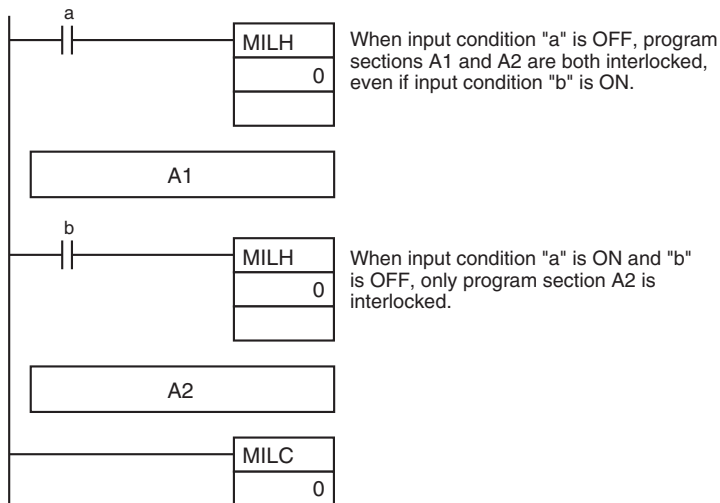 a
MILH
0
When input condition "a" is OFF, program
sections A1 and A2 are both interlocked,
even if input condition "b" is ON.
A1
b
MILH
0
When input condition "a" is ON and "b"
is OFF, only program section A2 is
interlocked.
A2
MILC
0